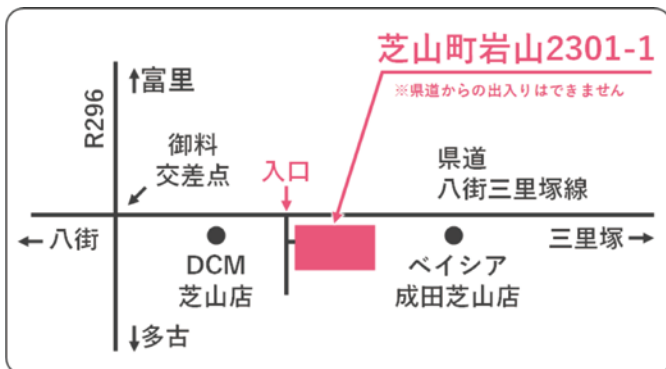 芝山町岩山2301-1
※県道からの出入りはできません
↑富里
R296
御料
交差点
入口
県道
八街三里塚線
←八街
三里塚→
DCM
芝山店
ベイシア
成田芝山店
↓多古